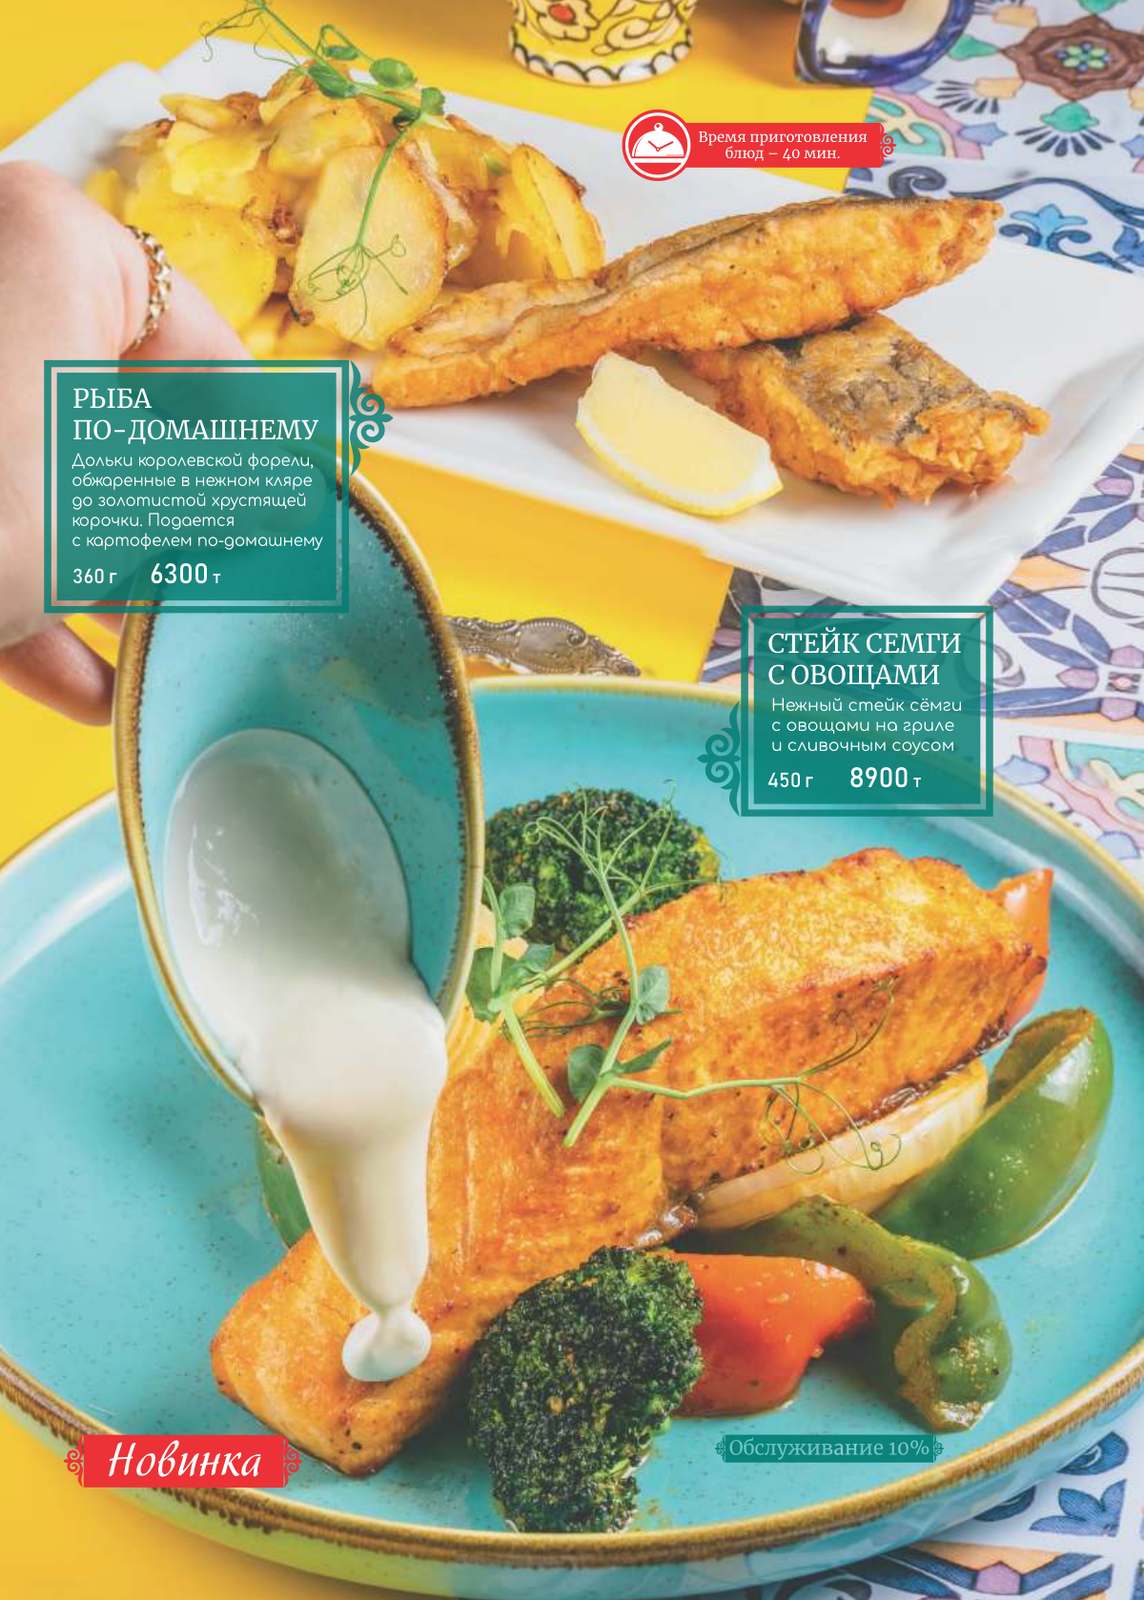 Время приготовления
блюд – 40 мин.
РЫБА
ПО-ДОМАШНЕМУ
Дольки королевской форели,
обжаренные в нежном кляре
до золотистой хрустящей
корочки. Подается
с картофелем по-домашнему
360 г 6300 т
СТЕЙК СЕМГИ
С ОВОЩАМИ
Нежный стейк сёмги
с овощами на гриле
и сливочным соусом
450 г 8900 т
Новинка
Обслуживание 10%